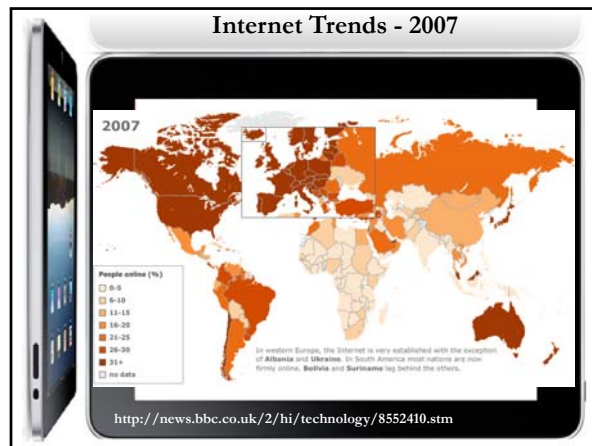 Internet Trends - 2007
2007
People online (%)
0-5
6-10
11-15
16-20
21-25
26-30
31+
no data
In western Europe, the Internet is very established with the exception
of Albania and Ukraine. In South America most nations are now
firmly online. Bolivia and Suriname lag behind the others.
http://news.bbc.co.uk/2/hi/technology/8552410.stm